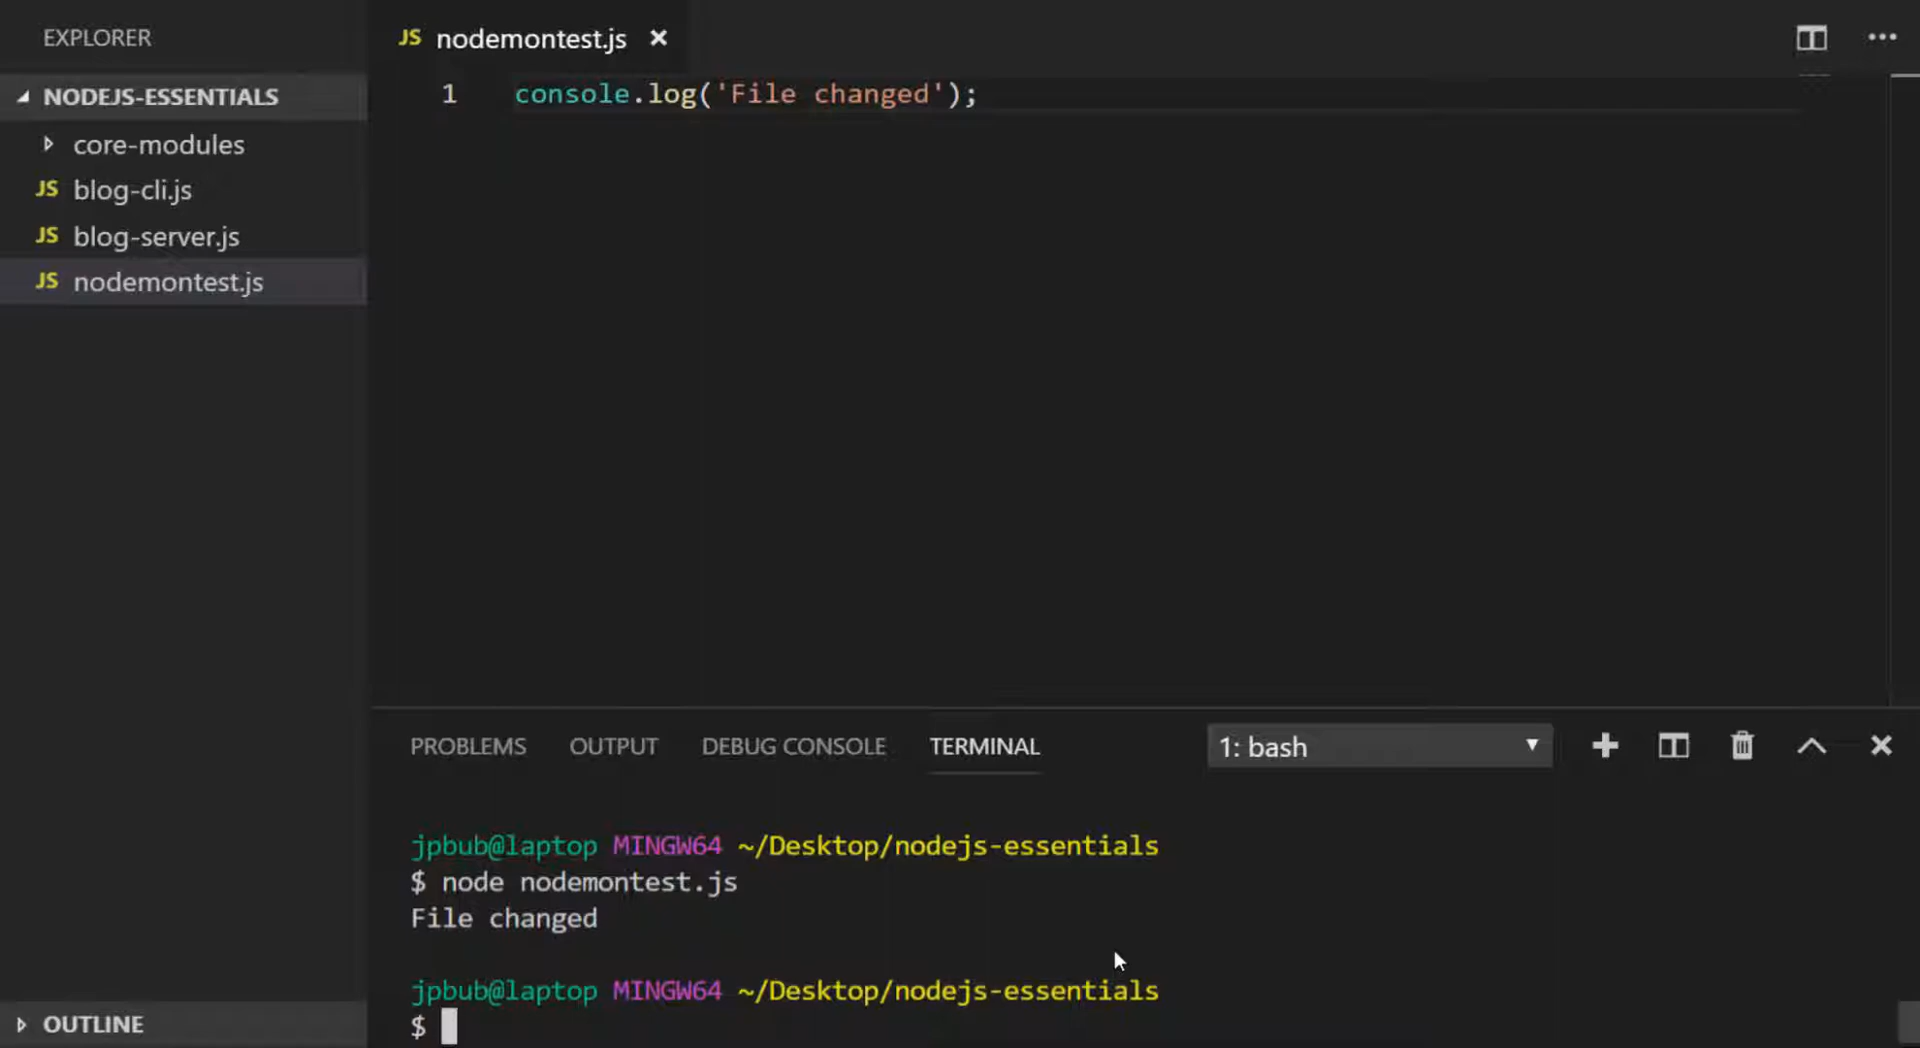 EXPLORER
NODEJS-ESSENTIALS
core-modules
JS blog-cli.js
JS blog-server.js
JS nodemontest.js
OUTLINE
JS nodemontest.js
1 console.log('File changed');
PROBLEMS OUTPUT DEBUG CONSOLE TERMINAL 1: bash
jpbub@laptop MINGW64 ~/Desktop/nodejs-essentials
$ node nodemontest.js
File changed
jpbub@laptop MINGW64 ~/Desktop/nodejs-essentials
$